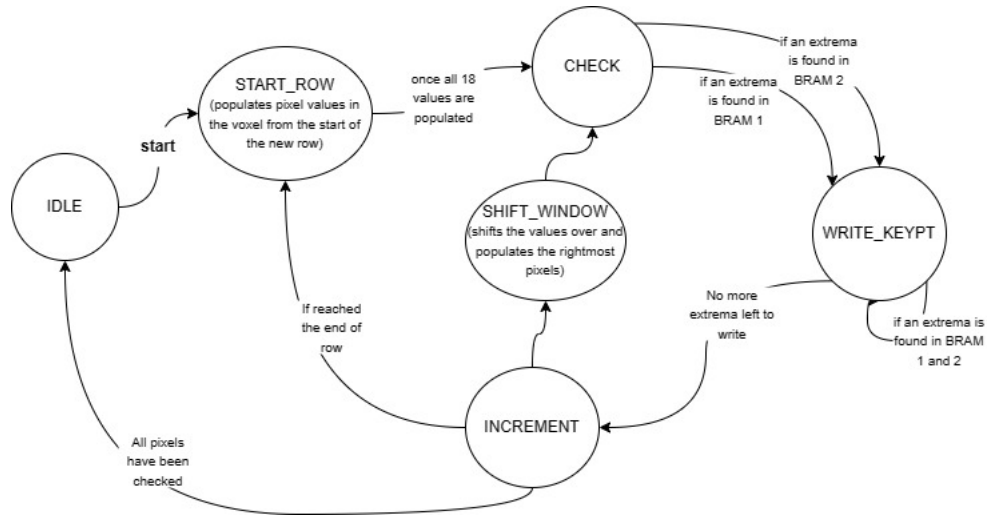 START_ROW
(populates pixel values in
the voxel from the start of
the new row)
once all 18
values are
populated
CHECK
if an extrema
is found in
BRAM 2
if an extrema
is found in
BRAM 1
start
IDLE
SHIFT_WINDOW
(shifts the values over and
populates the rightmost
pixels)
WRITE_KEYPT
If reached
the end of
row
No more
extrema left to
write
if an extrema is
found in BRAM
1 and 2
INCREMENT
All pixels
have been
checked